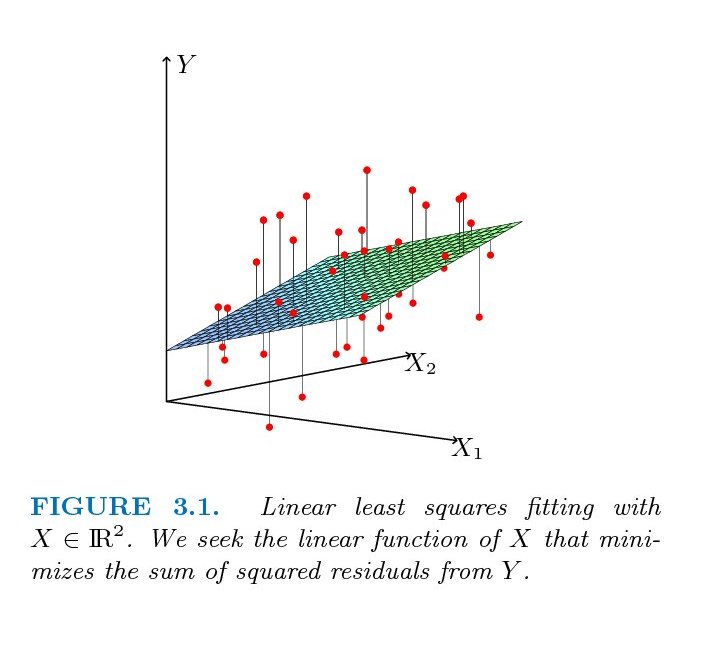 Y
X₂
X₁
FIGURE 3.1. Linear least squares fitting with
X ∈ ℝ². We seek the linear function of X that mini-
mizes the sum of squared residuals from Y.